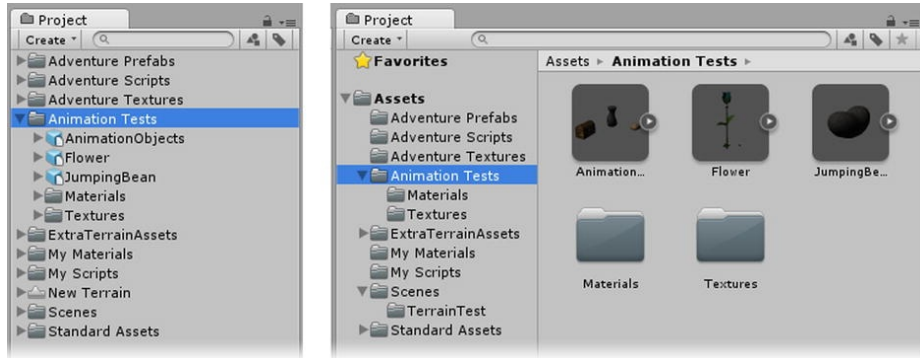 Project
Create
Adventure Prefabs
Adventure Scripts
Adventure Textures
Animation Tests
AnimationObjects
Flower
JumpingBean
Materials
Textures
ExtraTerrainAssets
My Materials
My Scripts
New Terrain
Scenes
Standard Assets
Project
Create
Favorites
Assets
Adventure Prefabs
Adventure Scripts
Adventure Textures
Animation Tests
Materials
Textures
ExtraTerrainAssets
My Materials
My Scripts
Scenes
TerrainTest
Standard Assets
Assets Animation Tests
Animation... Flower JumpingBe...
Materials Textures